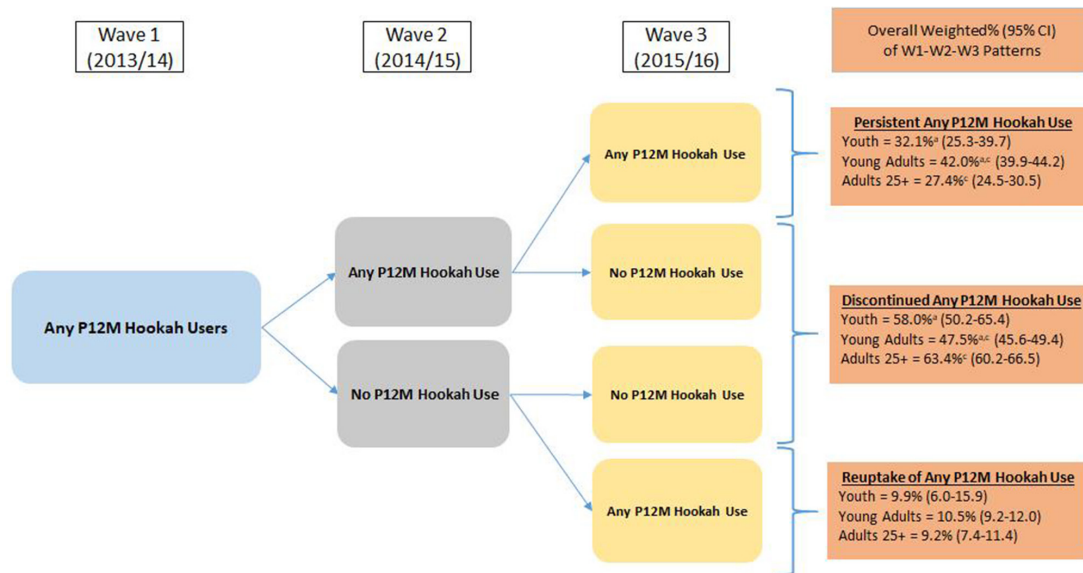 Wave 1
(2013/14)
Wave 2
(2014/15)
Wave 3
(2015/16)
Overall Weighted% (95% CI)
of W1-W2-W3 Patterns
Any P12M Hookah Users
Any P12M Hookah Use
No P12M Hookah Use
Any P12M Hookah Use
No P12M Hookah Use
No P12M Hookah Use
Any P12M Hookah Use
Persistent Any P12M Hookah Use
Youth = 32.1%ᵃ (25.3-39.7)
Young Adults = 42.0%ᵃ,ᶜ (39.9-44.2)
Adults 25+ = 27.4%ᶜ (24.5-30.5)
Discontinued Any P12M Hookah Use
Youth = 58.0%ᵃ (50.2-65.4)
Young Adults = 47.5%ᵃ,ᶜ (45.6-49.4)
Adults 25+ = 63.4%ᶜ (60.2-66.5)
Reuptake of Any P12M Hookah Use
Youth = 9.9% (6.0-15.9)
Young Adults = 10.5% (9.2-12.0)
Adults 25+ = 9.2% (7.4-11.4)